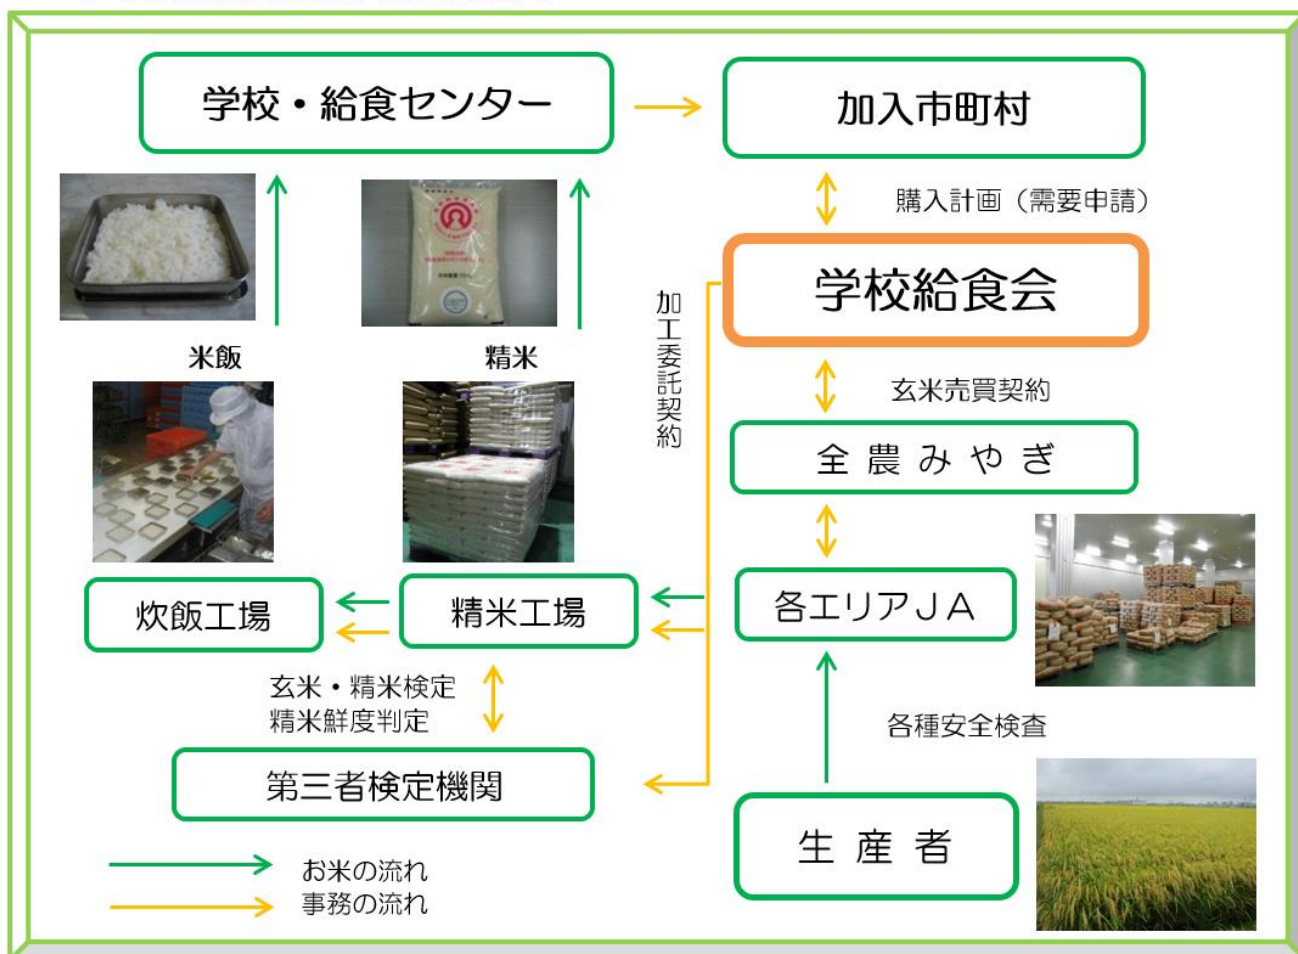 学校・給食センター
加入市町村
購入計画（需要申請）
学校給食会
加工委託契約
米飯
精米
玄米売買契約
全農みやぎ
各エリアＪＡ
炊飯工場
精米工場
玄米・精米検定
精米鮮度判定
各種安全検査
第三者検定機関
生産者
お米の流れ
事務の流れ